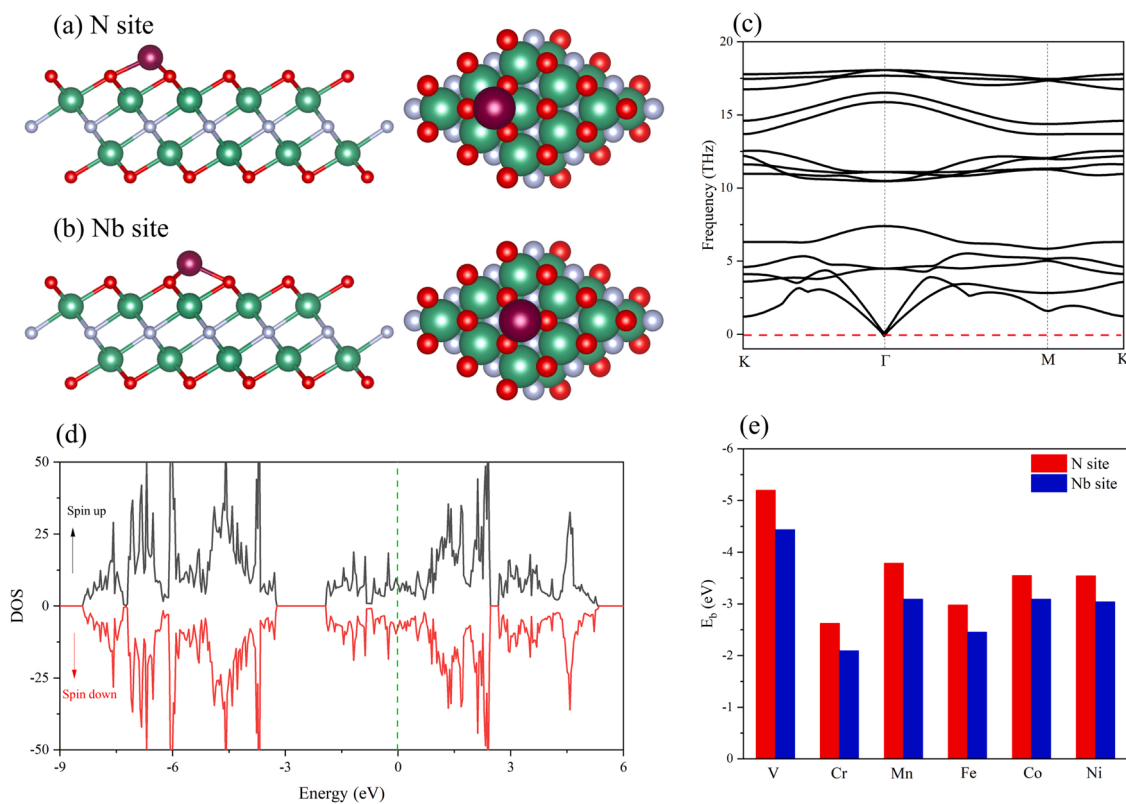 (a) N site
(b) Nb site
(c)
20
15
10
5
0
Frequency (THz)
K
Γ
M
K
(d)
50
25
0
-25
-50
DOS
Spin up
Spin down
-9
-6
-3
0
3
6
Energy (eV)
(e)
-6
-5
-4
-3
-2
-1
0
E_b (eV)
N site
Nb site
V
Cr
Mn
Fe
Co
Ni